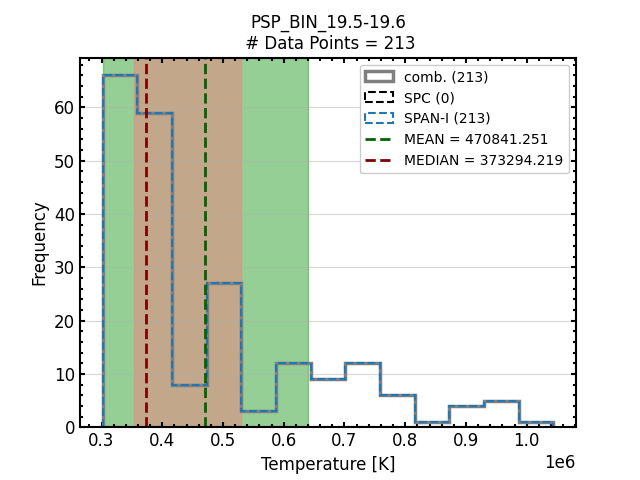 PSP_BIN_19.5-19.6
# Data Points = 213
comb. (213)
SPC (0)
SPAN-I (213)
MEAN = 470841.251
MEDIAN = 373294.219
Frequency
60
50
40
30
20
10
0
0.3 0.4 0.5 0.6 0.7 0.8 0.9 1.0
1e6
Temperature [K]